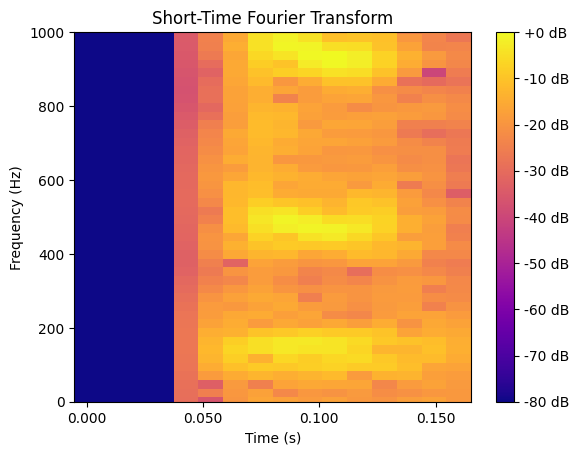 Short-Time Fourier Transform
Frequency (Hz)
1000
800
600
400
200
0
0.000 0.050 0.100 0.150
Time (s)
+0 dB
-10 dB
-20 dB
-30 dB
-40 dB
-50 dB
-60 dB
-70 dB
-80 dB